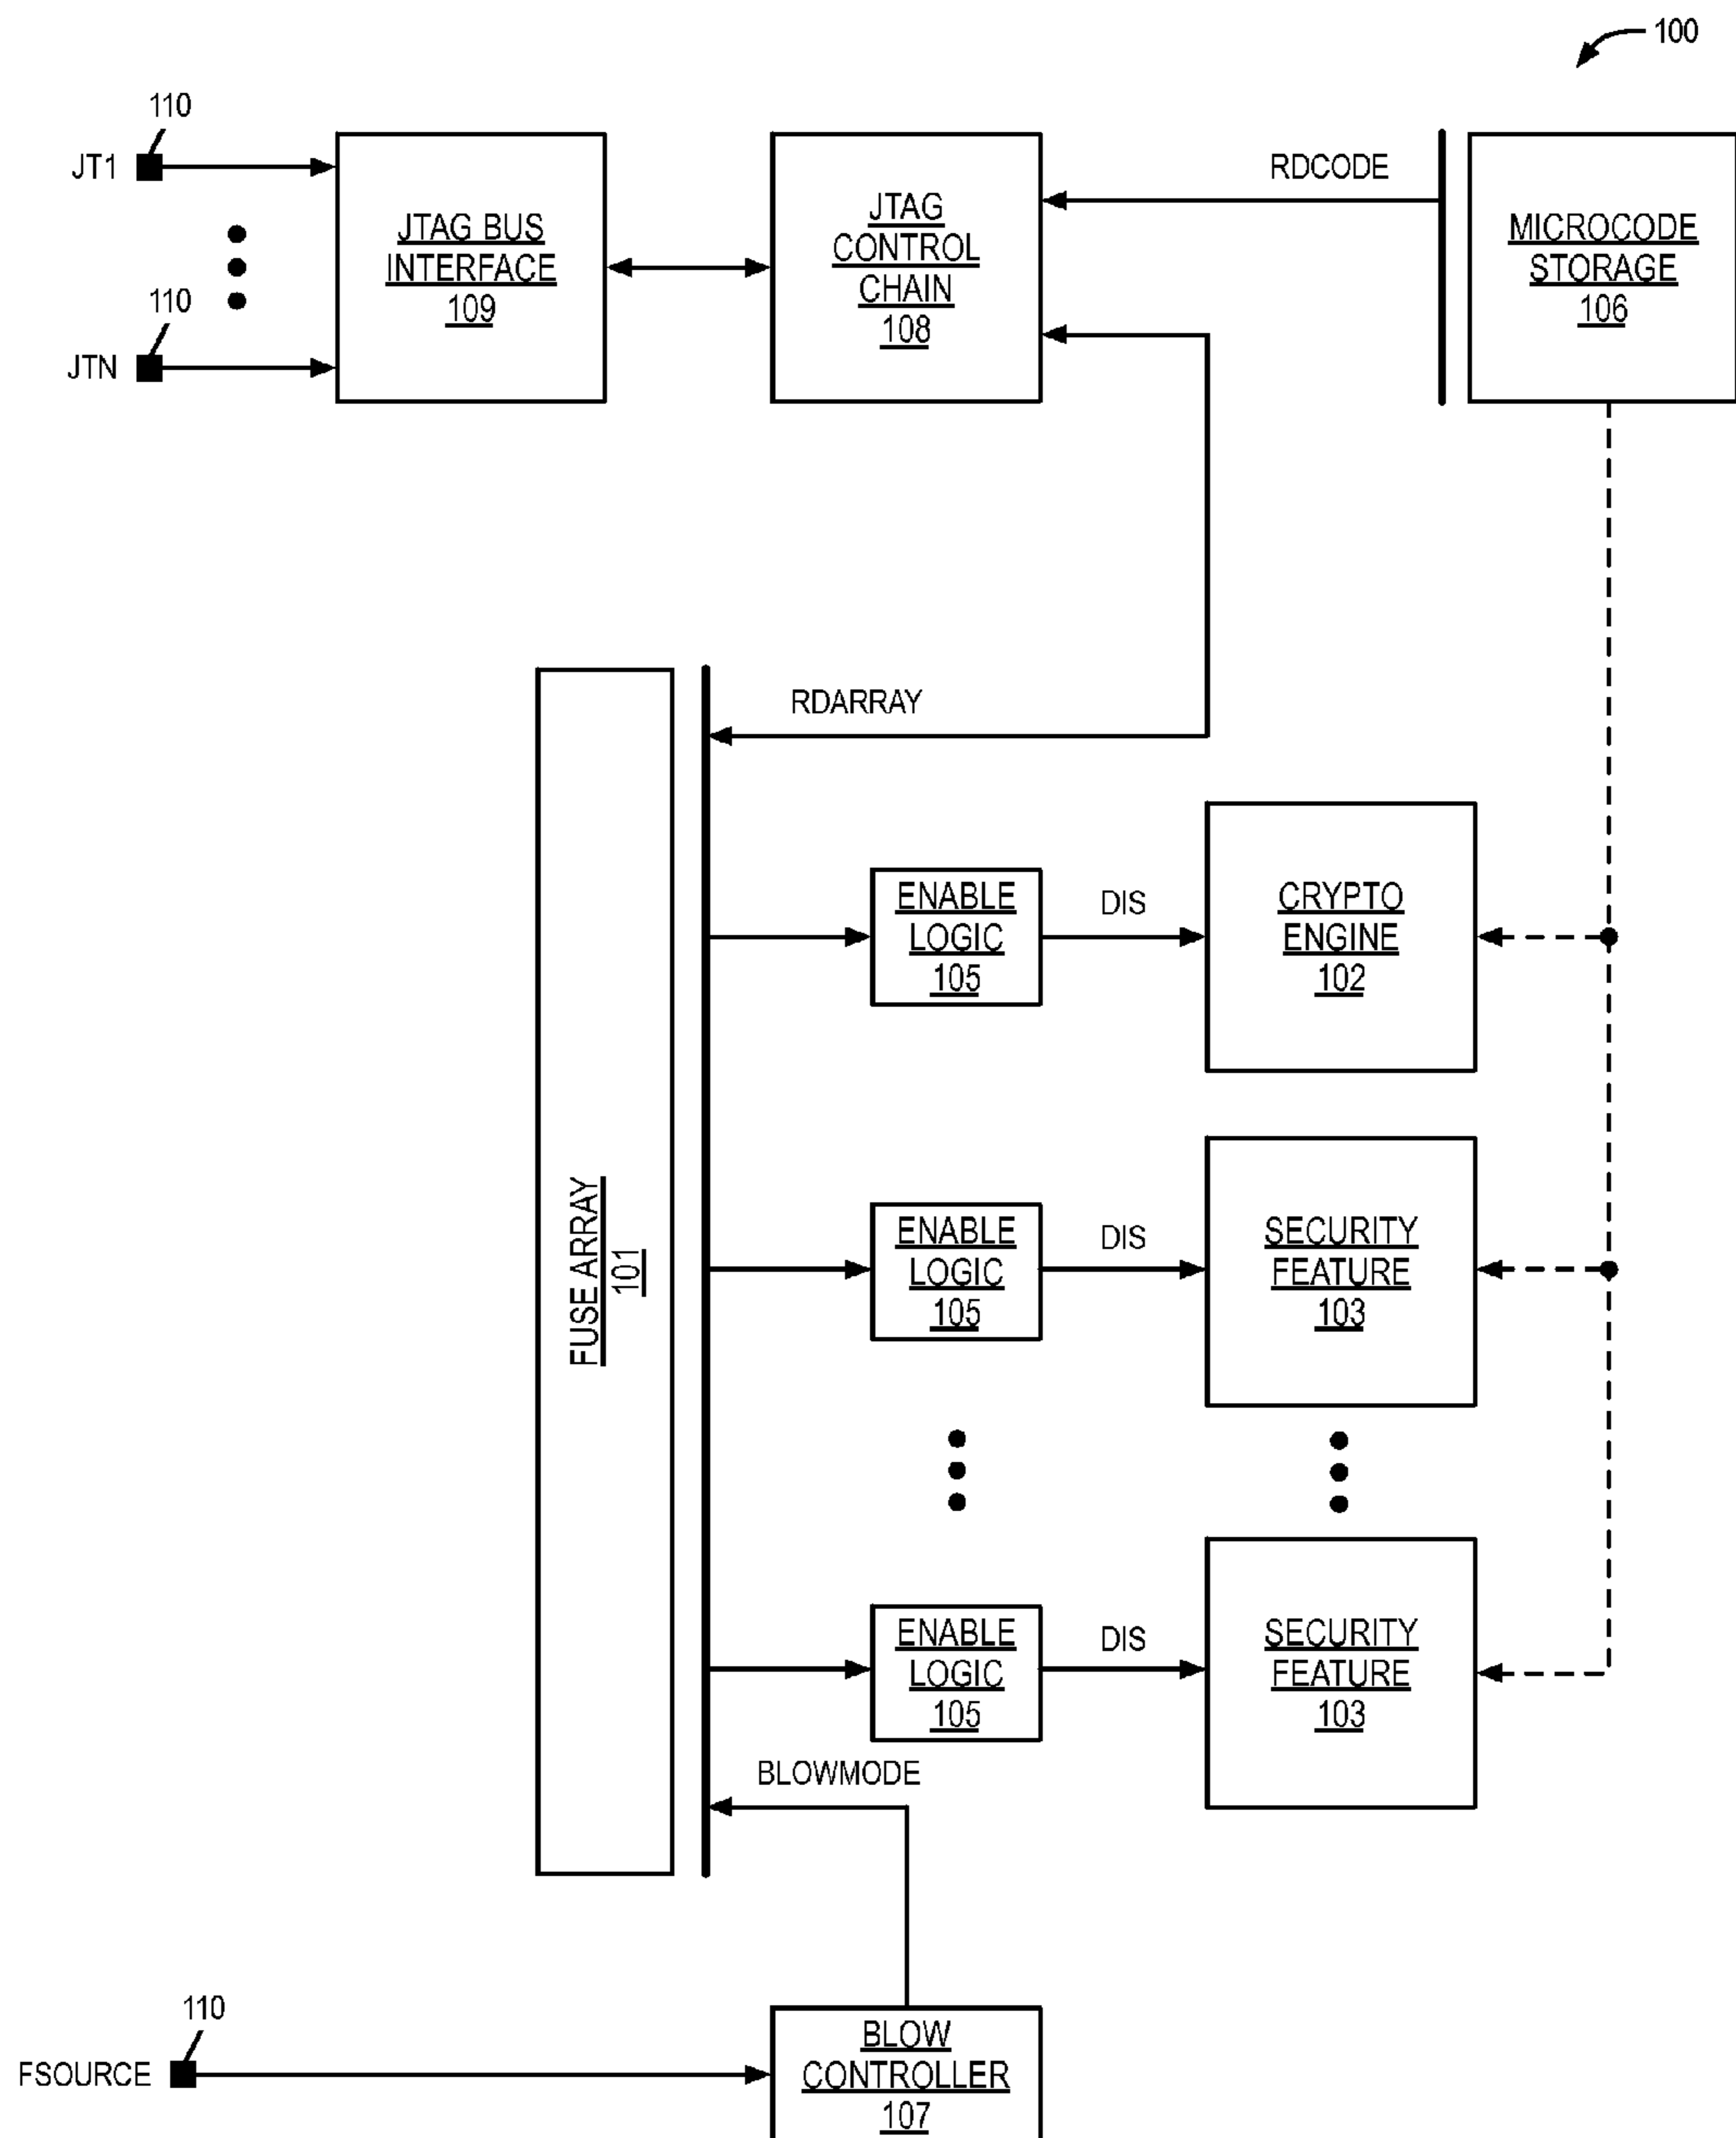 100
110
JT1
110
JTN
JTAG BUS
INTERFACE
109
JTAG
CONTROL
CHAIN
108
RDCODE
MICROCODE
STORAGE
106
RDARRAY
FUSE ARRAY
101
ENABLE
LOGIC
105
DIS
CRYPTO
ENGINE
102
ENABLE
LOGIC
105
DIS
SECURITY
FEATURE
103
ENABLE
LOGIC
105
DIS
SECURITY
FEATURE
103
BLOWMODE
110
FSOURCE
BLOW
CONTROLLER
107